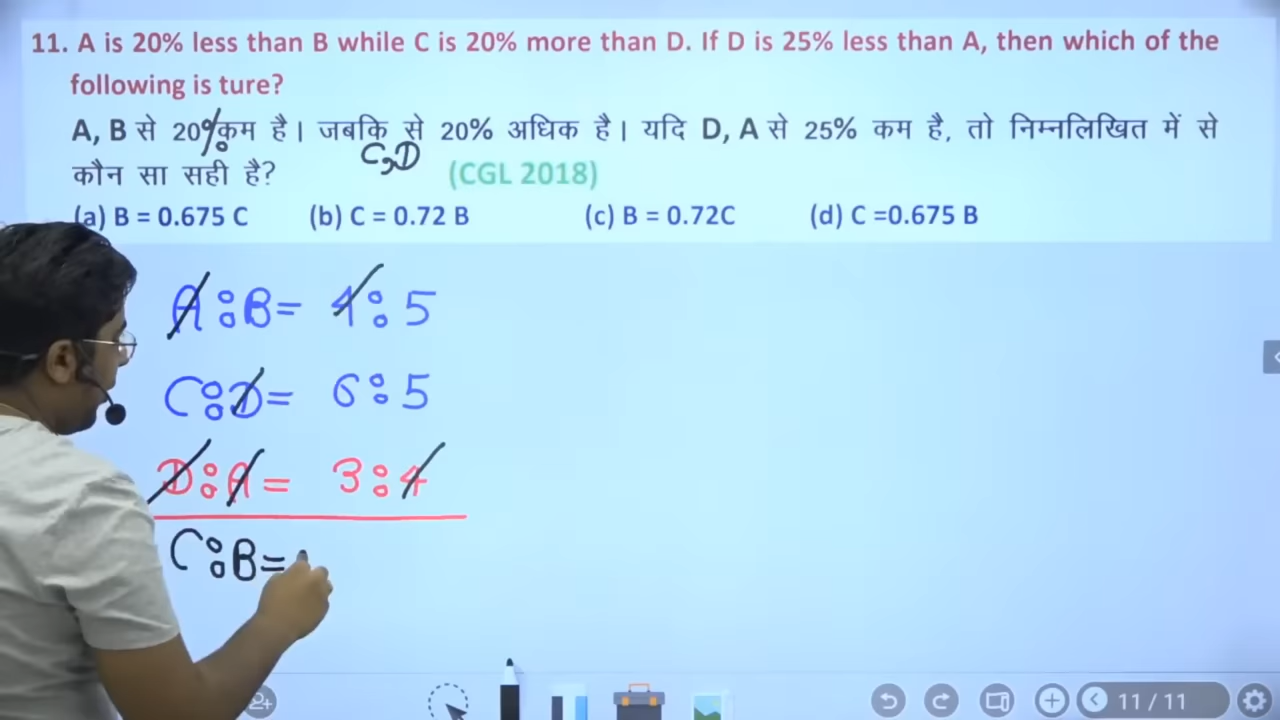 11. A is 20% less than B while C is 20% more than D. If D is 25% less than A, then which of the
following is ture?
A, B से 20% कम है। जबकि से 20% अधिक है। यदि D, A से 25% कम है, तो निम्नलिखित में से
C,D
कौन सा सही है? (CGL 2018)
(a) B = 0.675 C (b) C = 0.72 B (c) B = 0.72C (d) C =0.675 B
A:B= 4:5
C:D= 6:5
D:A= 3:4
C:B=
11 / 11